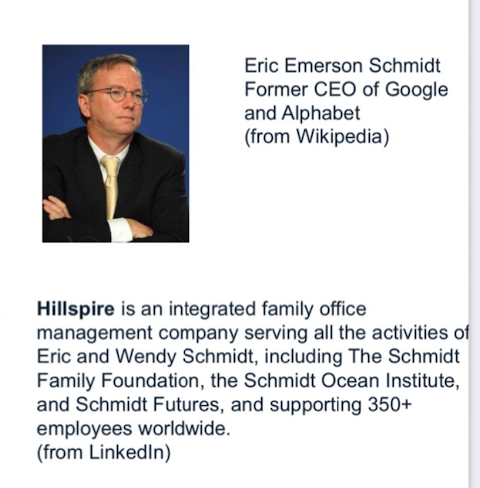 Eric Emerson Schmidt
Former CEO of Google
and Alphabet
(from Wikipedia)
Hillspire is an integrated family office
management company serving all the activities of
Eric and Wendy Schmidt, including The Schmidt
Family Foundation, the Schmidt Ocean Institute,
and Schmidt Futures, and supporting 350+
employees worldwide.
(from LinkedIn)